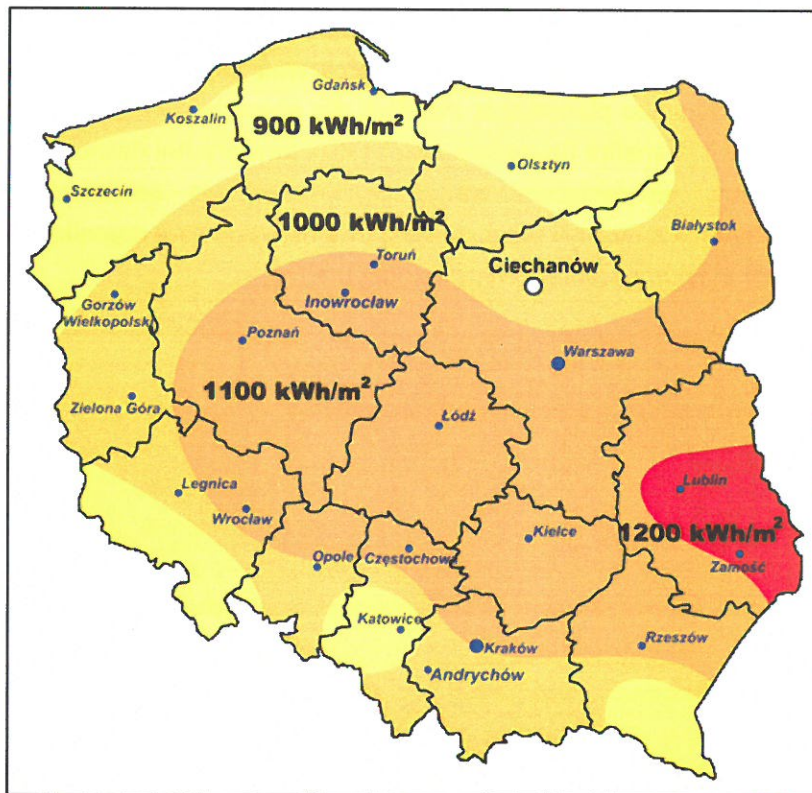 Gdańsk
Koszalin
900 kWh/m²
Olsztyn
Szczecin
1000 kWh/m²
Białystok
Toruń
Ciechanów
Inowrocław
Gorzów
Wielkopolski
Poznań
Warszawa
1100 kWh/m²
Zielona Góra
Łódź
Legnica
Lublin
Wrocław
1200 kWh/m²
Kielce
Opole
Częstochowa
Zamość
Katowice
Kraków
Rzeszów
Andrychów